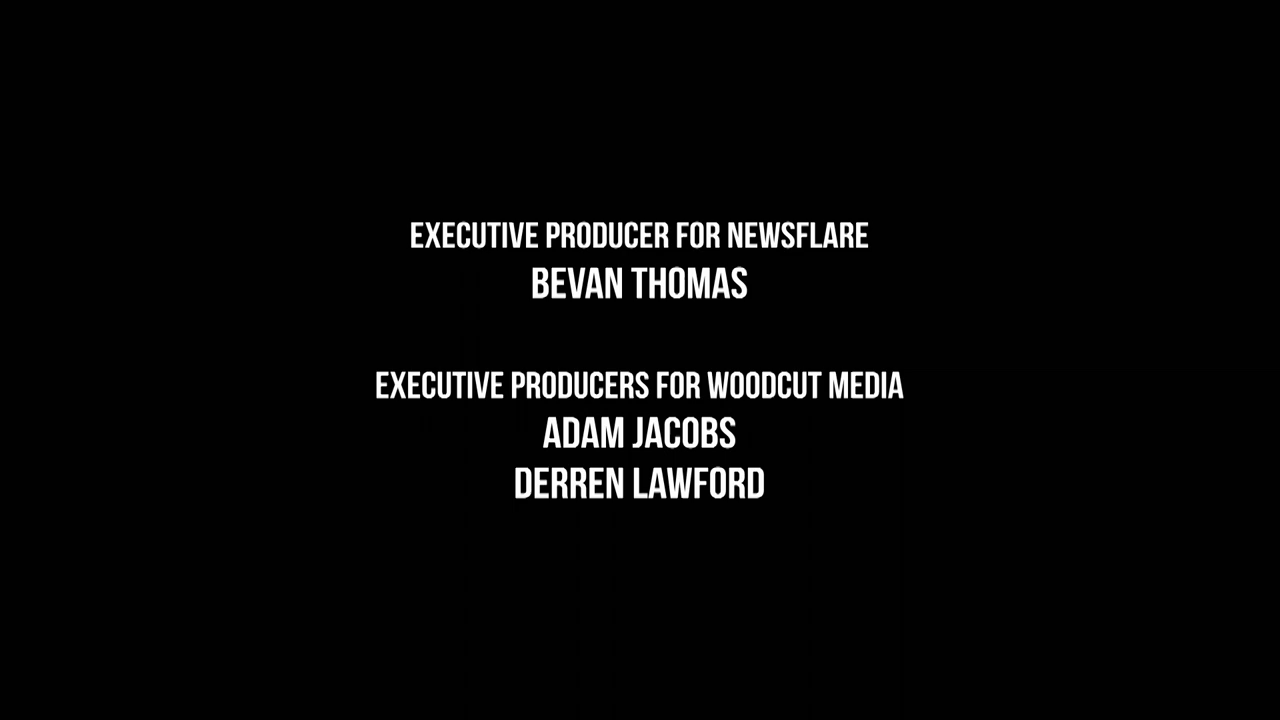 EXECUTIVE PRODUCER FOR NEWSFLARE
BEVAN THOMAS
EXECUTIVE PRODUCERS FOR WOODCUT MEDIA
ADAM JACOBS
DERREN LAWFORD